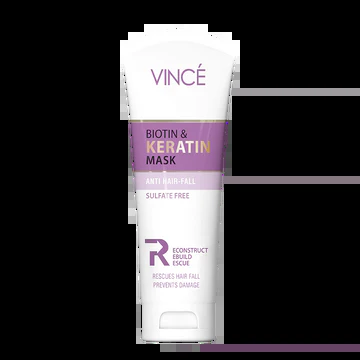 VINCÉ
BIOTIN &
KERATIN
MASK
ANTI HAIR-FALL
SULFATE FREE
R ECONSTRUCT
EBUILD
ESCUE
RESCUES HAIR-FALL
PREVENTS DAMAGE